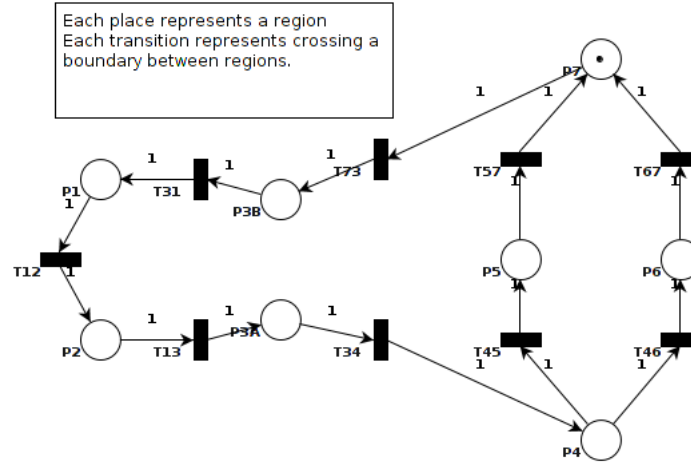 Each place represents a region
Each transition represents crossing a
boundary between regions.
P7
1
1
1
1
1
1
T73
T57
T67
P1
T31
P3B
1
1
1
T12
1
P5
P6
1
1
1
1
1
P3A
P2
T13
T34
T45
T46
1
1
1
P4